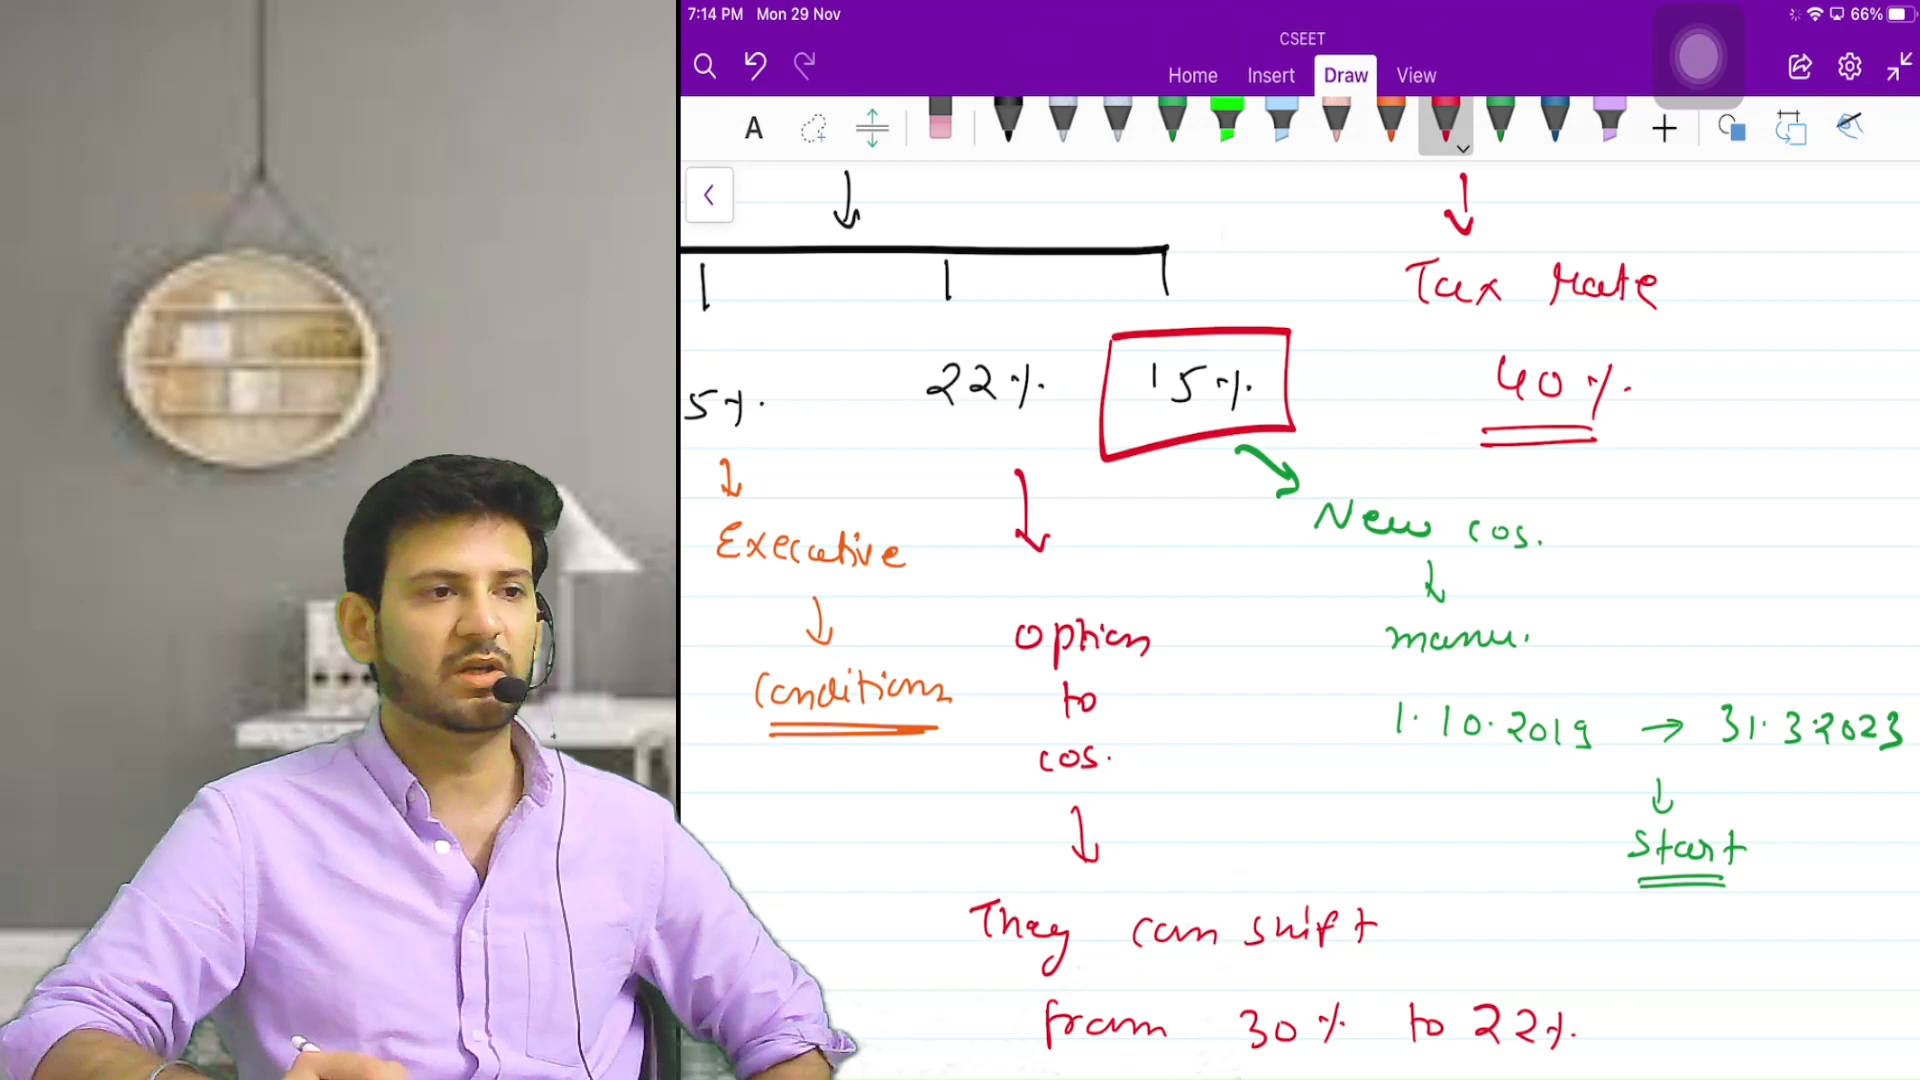 7:14 PM Mon 29 Nov
66%
CSEET
Home Insert Draw View
A
Tax rate
5%. 22% 15% 40%
New cos.
Executive
manu.
option
Conditions
to
1.10.2019 → 31.3.2023
cos.
Start
They can shift
from 30% to 22%.